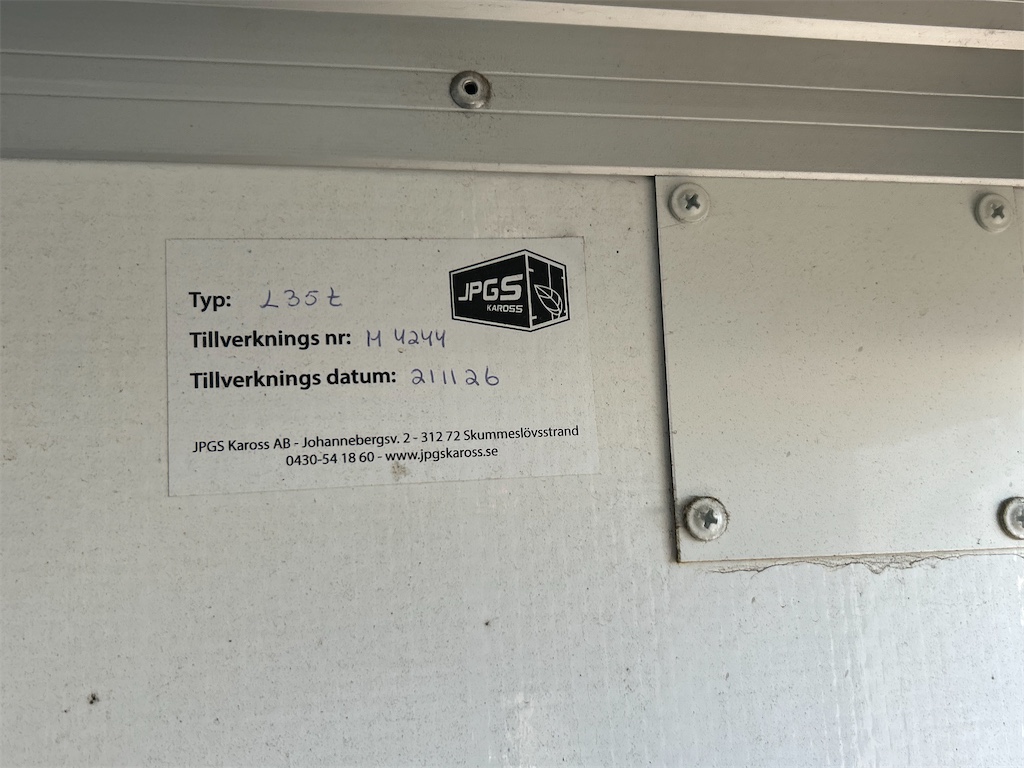 JPGS
KAROSS
Typ: L35t
Tillverknings nr: M 4244
Tillverknings datum: 211126
JPGS Kaross AB - Johannebergsv. 2 - 312 72 Skummeslövsstrand
0430-54 18 60 - www.jpgskaross.se